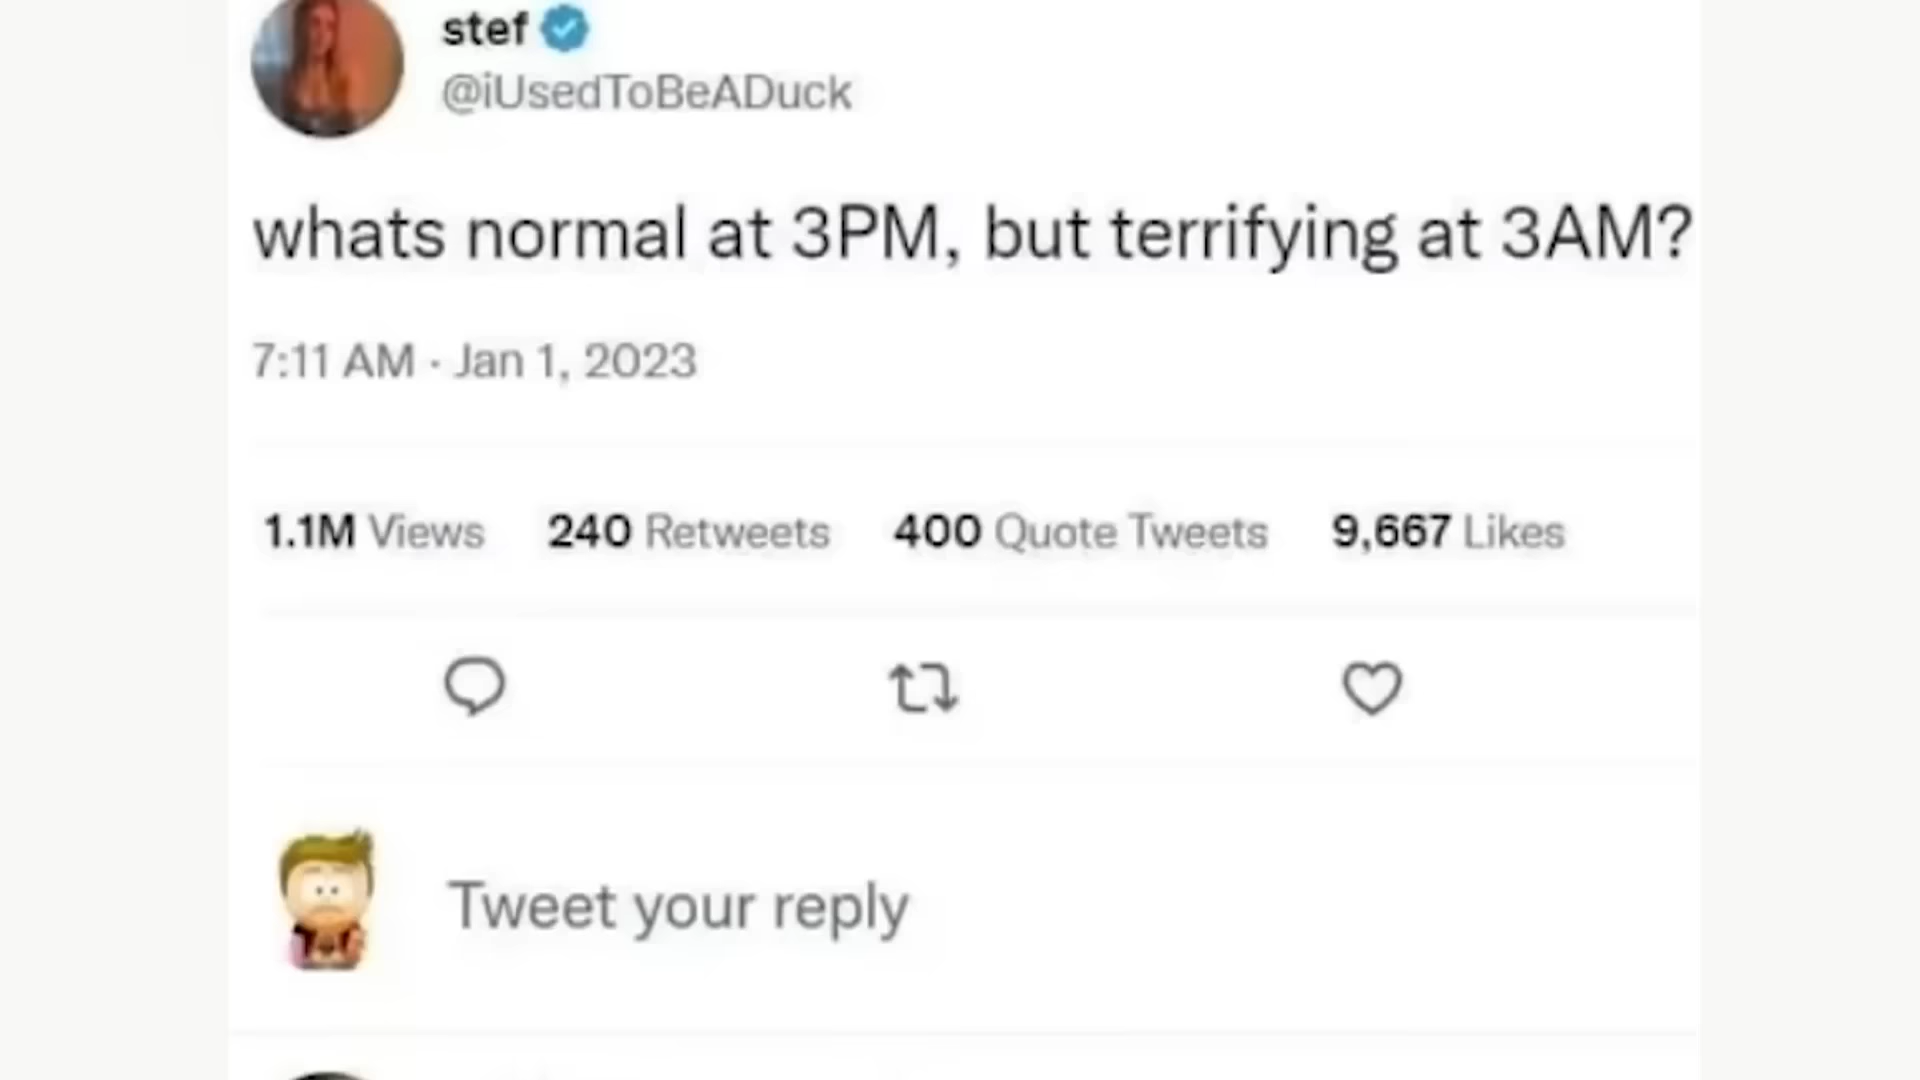 stef
@iUsedToBeADuck
whats normal at 3PM, but terrifying at 3AM?
7:11 AM · Jan 1, 2023
1.1M Views 240 Retweets 400 Quote Tweets 9,667 Likes
Tweet your reply